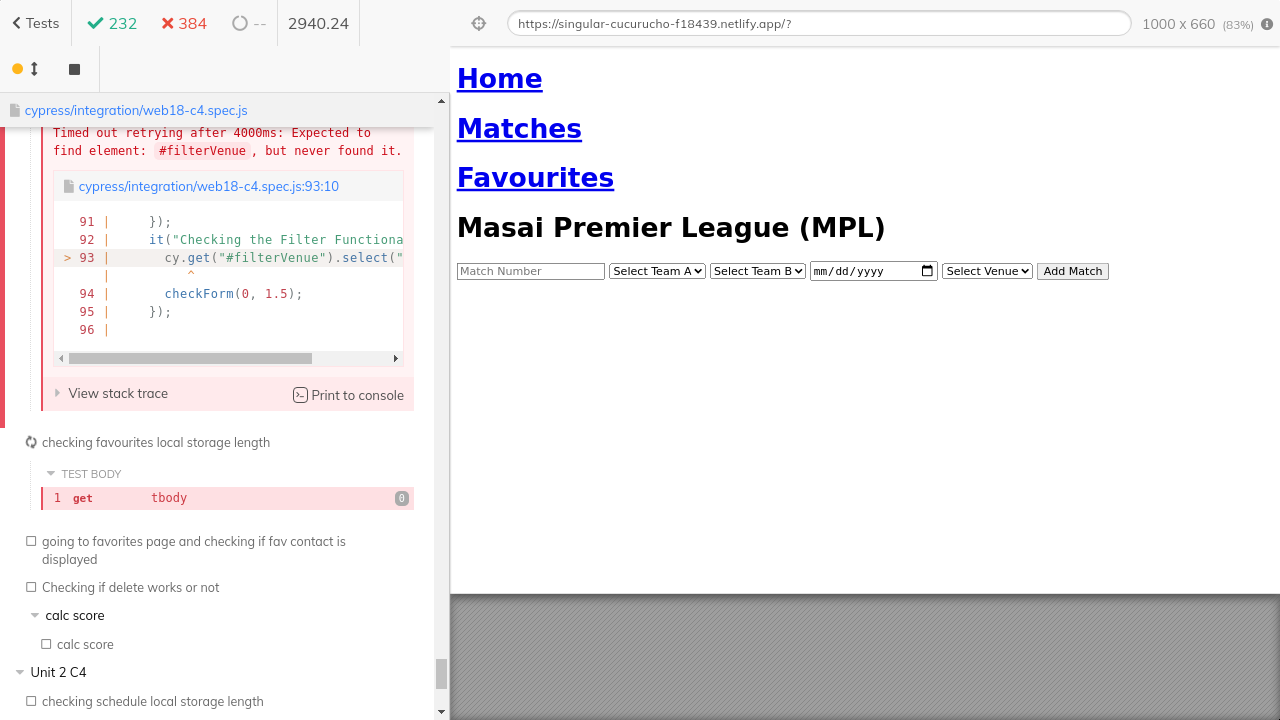 Tests
232
384
--
2940.24
https://singular-cucurucho-f18439.netlify.app/?
1000 x 660 (83%)
cypress/integration/web18-c4.spec.js
Timed out retrying after 4000ms: Expected to
find element: #filterVenue, but never found it.
cypress/integration/web18-c4.spec.js:93:10
91 | });
92 | it("Checking the Filter Functiona
> 93 | cy.get("#filterVenue").select("
| ^
94 | checkForm(0, 1.5);
95 | });
96 |
View stack trace
Print to console
checking favourites local storage length
TEST BODY
1 get tbody 0
going to favorites page and checking if fav contact is
displayed
Checking if delete works or not
calc score
calc score
Unit 2 C4
checking schedule local storage length
Home
Matches
Favourites
Masai Premier League (MPL)
Match Number Select Team A Select Team B mm/dd/yyyy Select Venue Add Match